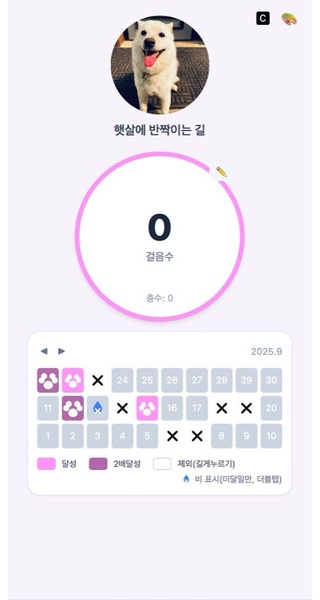 C
햇살에 반짝이는 길
0
걸음수
층수: 0
◀ ▶ 2025.9
24 25 26 27 28 29 30
11 16 17 20
1 2 3 4 5 8 9 10
달성 2배달성 제외(길게누르기)
비 표시(미달일만, 더블탭)